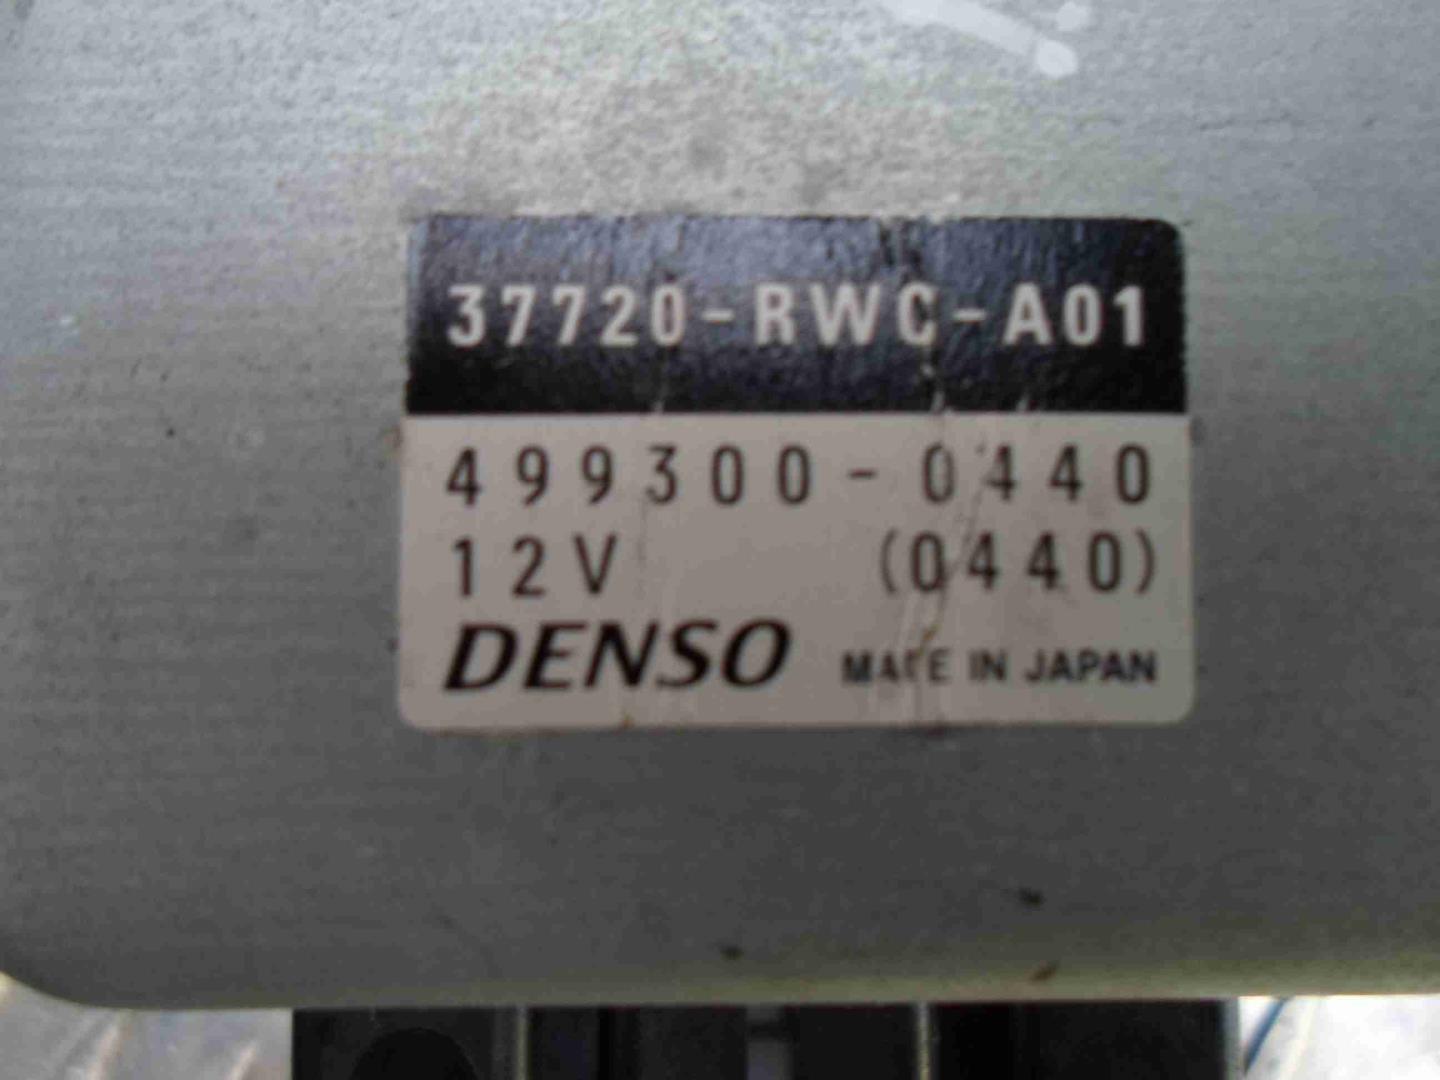 37720-RWC-A01
499300-0440
12V (0440)
DENSO MADE IN JAPAN